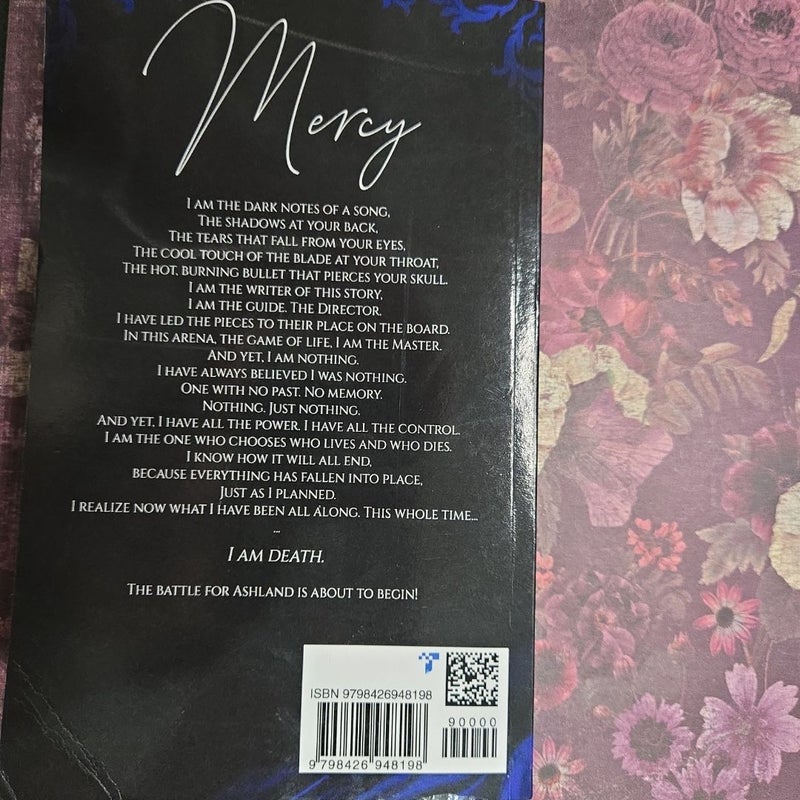 Mercy
I AM THE DARK NOTES OF A SONG,
THE SHADOWS AT YOUR BACK,
THE TEARS THAT FALL FROM YOUR EYES,
THE COOL TOUCH OF THE BLADE AT YOUR THROAT,
THE HOT, BURNING BULLET THAT PIERCES YOUR SKULL.
I AM THE WRITER OF THIS STORY,
I AM THE GUIDE. THE DIRECTOR.
I HAVE LED THE PIECES TO THEIR PLACE ON THE BOARD.
IN THIS ARENA, THE GAME OF LIFE, I AM THE MASTER.
AND YET, I AM NOTHING.
I HAVE ALWAYS BELIEVED I WAS NOTHING.
ONE WITH NO PAST. NO MEMORY.
NOTHING. JUST NOTHING.
AND YET, I HAVE ALL THE POWER. I HAVE ALL THE CONTROL.
I AM THE ONE WHO CHOOSES WHO LIVES AND WHO DIES.
I KNOW HOW IT WILL ALL END,
BECAUSE EVERYTHING HAS FALLEN INTO PLACE,
JUST AS I PLANNED.
I REALIZE NOW WHAT I HAVE BEEN ALL ALONG. THIS WHOLE TIME...
...
I AM DEATH.
THE BATTLE FOR ASHLAND IS ABOUT TO BEGIN!
ISBN 9798426948198
90000
9 798426 948198